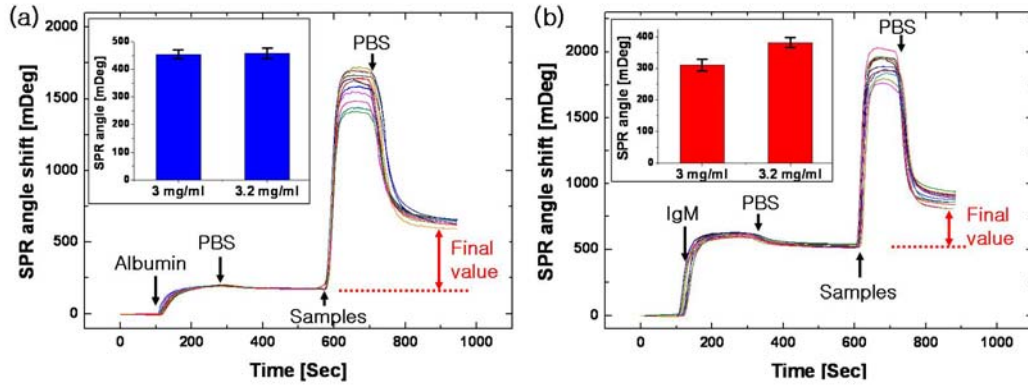 (a)
SPR angle shift [mDeg]
2000
1500
1000
500
0
0 200 400 600 800 1000
Time [Sec]
Albumin
PBS
PBS
Samples
Final
value
SPR angle [mDeg]
500
400
300
200
100
0
3 mg/ml 3.2 mg/ml
(b)
SPR angle shift [mDeg]
2000
1500
1000
500
0
0 200 400 600 800 1000
Time [Sec]
IgM
PBS
PBS
Samples
Final
value
SPR angle [mDeg]
400
300
200
100
0
3 mg/ml 3.2 mg/ml